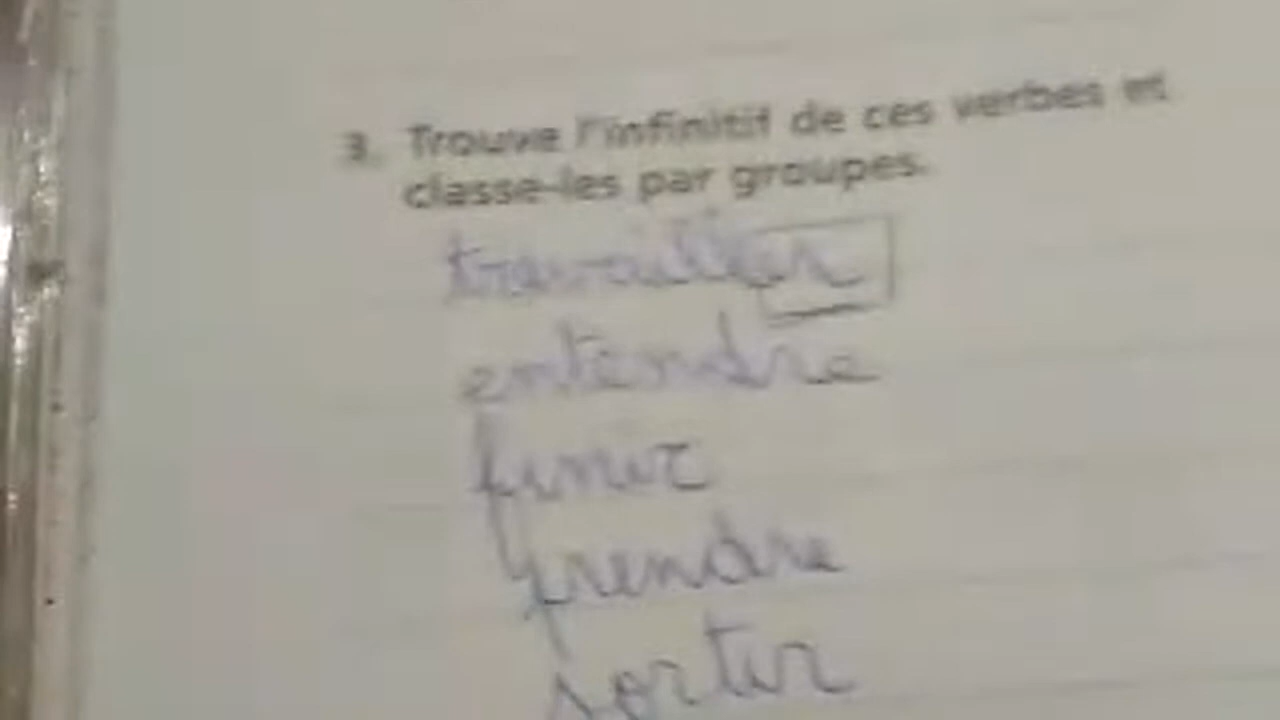 3. Trouve l'infinitif de ces verbes et
classe-les par groupes.
travailler
entendre
finir
prendre
sortir